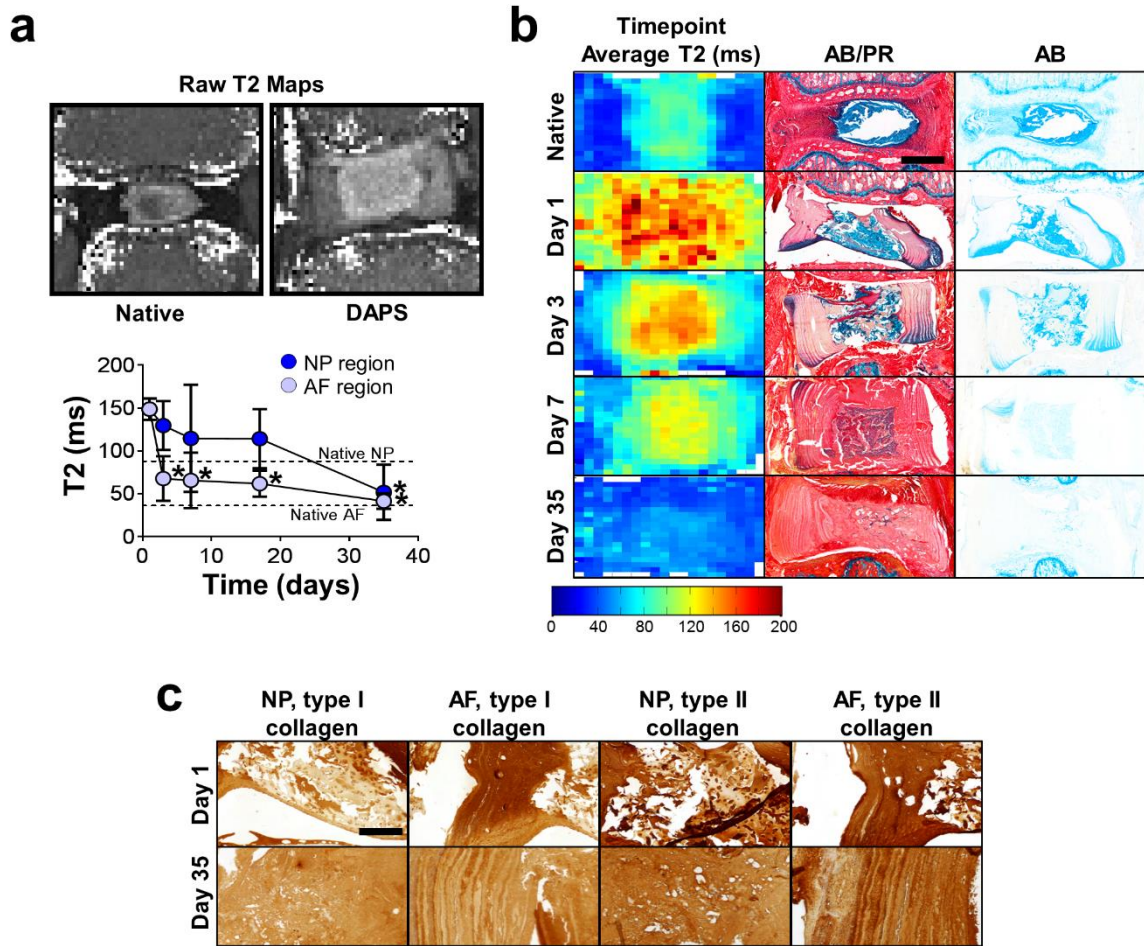 a
Raw T2 Maps
Native
DAPS
NP region
AF region
200
150
100
50
0
T2 (ms)
Native NP
Native AF
*
*
*
*
*
0
10
20
30
40
Time (days)
b
Timepoint
Average T2 (ms)
AB/PR
AB
Native
Day 1
Day 3
Day 7
Day 35
0
40
80
120
160
200
c
NP, type I
collagen
AF, type I
collagen
NP, type II
collagen
AF, type II
collagen
Day 1
Day 35